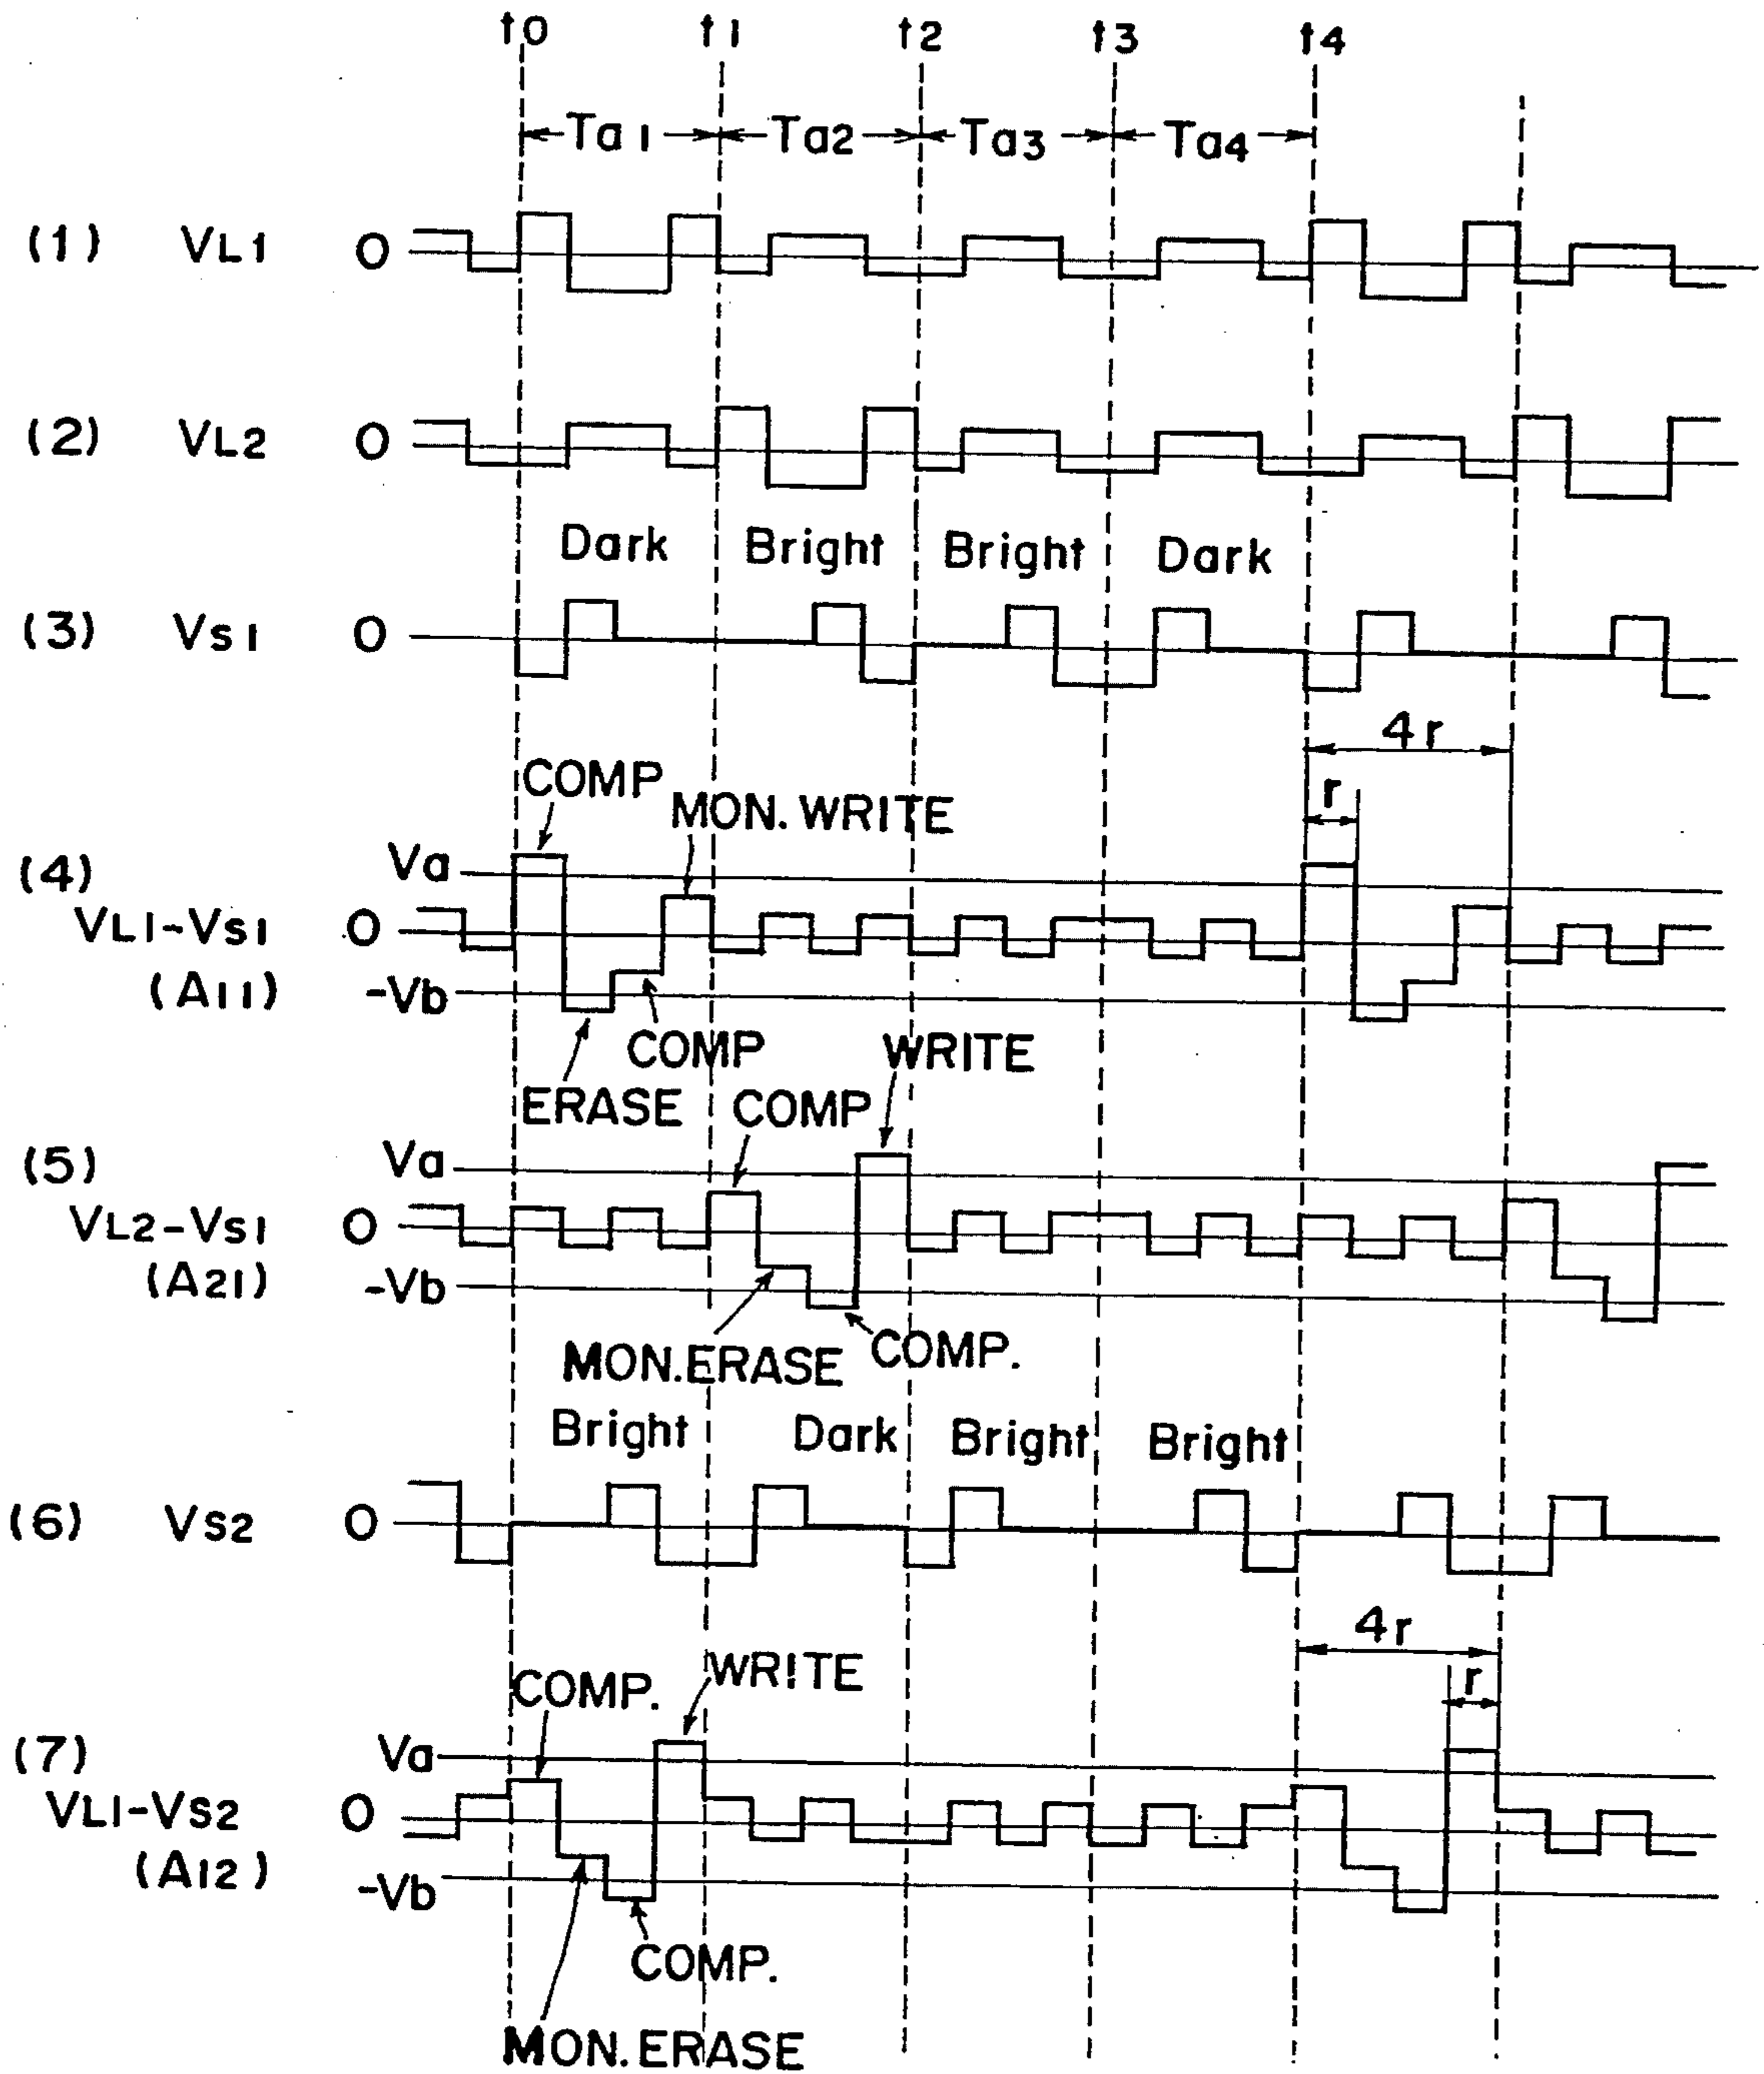 t0 t1 t2 t3 t4
Ta1 Ta2 Ta3 Ta4
(1) VL1 0
(2) VL2 0
Dark Bright Bright Dark
(3) VS1 0
4r
COMP
r
MON. WRITE
(4) Va
VL1-VS1 0
(A11) -Vb
COMP
WRITE
ERASE
COMP
(5) Va
VL2-VS1 0
(A21) -Vb
COMP.
MON.ERASE
Bright Dark Bright Bright
(6) VS2 0
4r
WRITE
COMP.
r
(7) Va
VL1-VS2 0
(A12) -Vb
COMP.
MON. ERASE